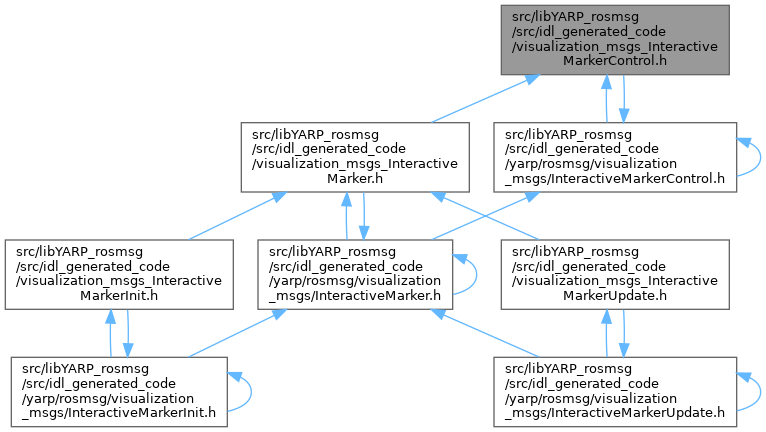 src/libYARP_rosmsg
/src/idl_generated_code
/visualization_msgs_Interactive
MarkerControl.h
src/libYARP_rosmsg
/src/idl_generated_code
/visualization_msgs_Interactive
Marker.h
src/libYARP_rosmsg
/src/idl_generated_code
/yarp/rosmsg/visualization
_msgs/InteractiveMarkerControl.h
src/libYARP_rosmsg
/src/idl_generated_code
/visualization_msgs_Interactive
MarkerInit.h
src/libYARP_rosmsg
/src/idl_generated_code
/yarp/rosmsg/visualization
_msgs/InteractiveMarker.h
src/libYARP_rosmsg
/src/idl_generated_code
/visualization_msgs_Interactive
MarkerUpdate.h
src/libYARP_rosmsg
/src/idl_generated_code
/yarp/rosmsg/visualization
_msgs/InteractiveMarkerInit.h
src/libYARP_rosmsg
/src/idl_generated_code
/yarp/rosmsg/visualization
_msgs/InteractiveMarkerUpdate.h